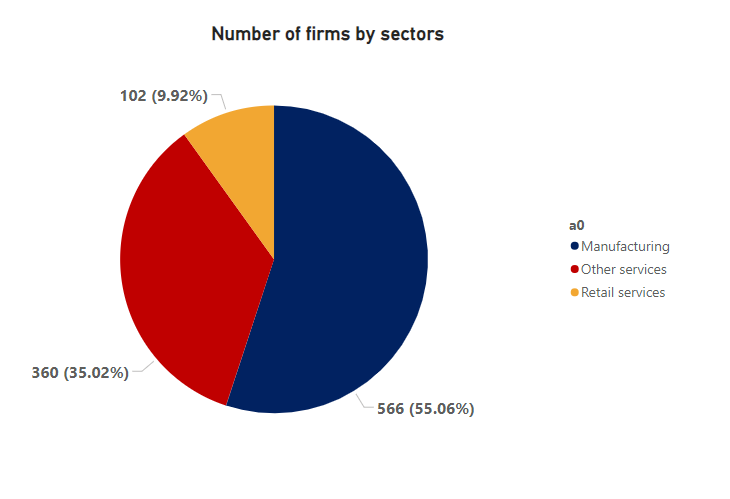 Number of firms by sectors
102 (9.92%)
a0
Manufacturing
Other services
Retail services
360 (35.02%)
566 (55.06%)